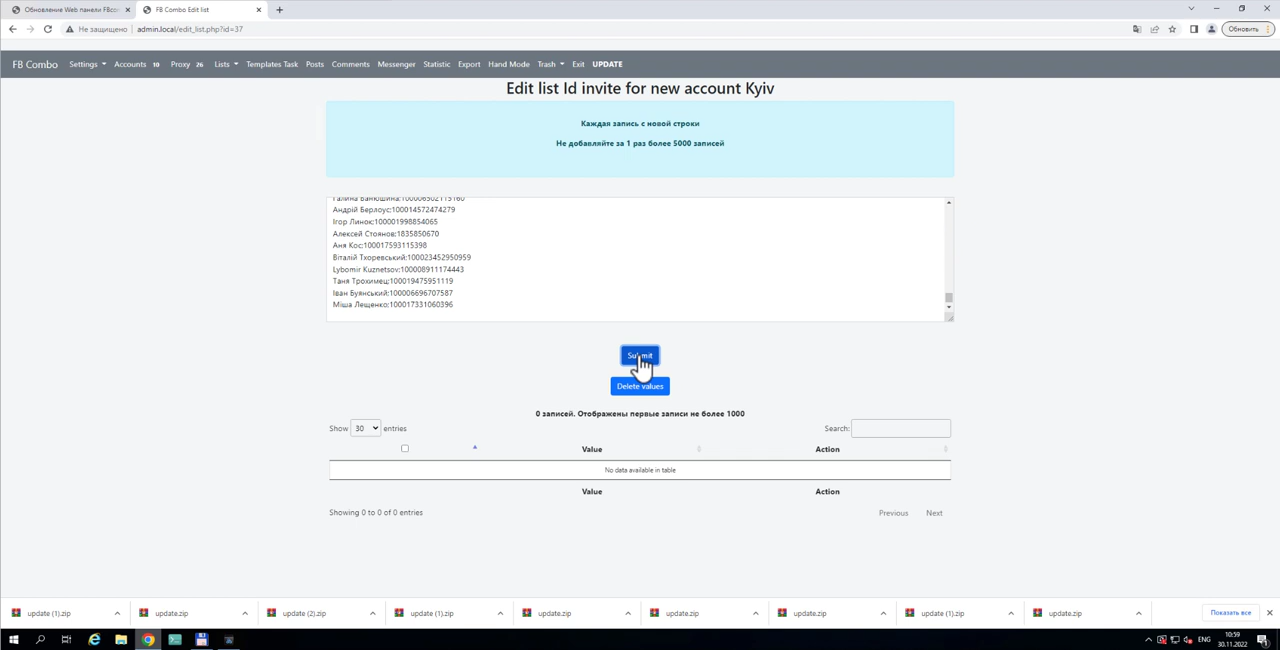 Обновление Web панели FBcom
FB Combo Edit list
Не защищено
admin.local/edit_list.php?id=37
Обновить
FB Combo Settings Accounts 10 Proxy 26 Lists Templates Task Posts Comments Messenger Statistic Export Hand Mode Trash Exit UPDATE
Edit list Id invite for new account Kyiv
Каждая запись с новой строки
Не добавляйте за 1 раз более 5000 записей
Галина Ванюшина:100006502115160
Андрій Берлоус:100014572474279
Ігор Линок:100001998854065
Алексей Стоянов:1835850670
Аня Кос:100017593115398
Віталій Тхоревський:100023452950959
Lybomir Kuznetsov:100008911174443
Таня Трохимец:100019475951119
Іван Буянський:100006696707587
Міша Лещенко:100017331060396
Submit
Delete values
0 записей. Отображены первые записи не более 1000
Show 30 entries
Search:
Value Action
No data available in table
Value Action
Showing 0 to 0 of 0 entries
Previous Next
update (1).zip update.zip update (2).zip update (1).zip update.zip update.zip update.zip update (1).zip update.zip Показать все
ENG
10:59
30.11.2022